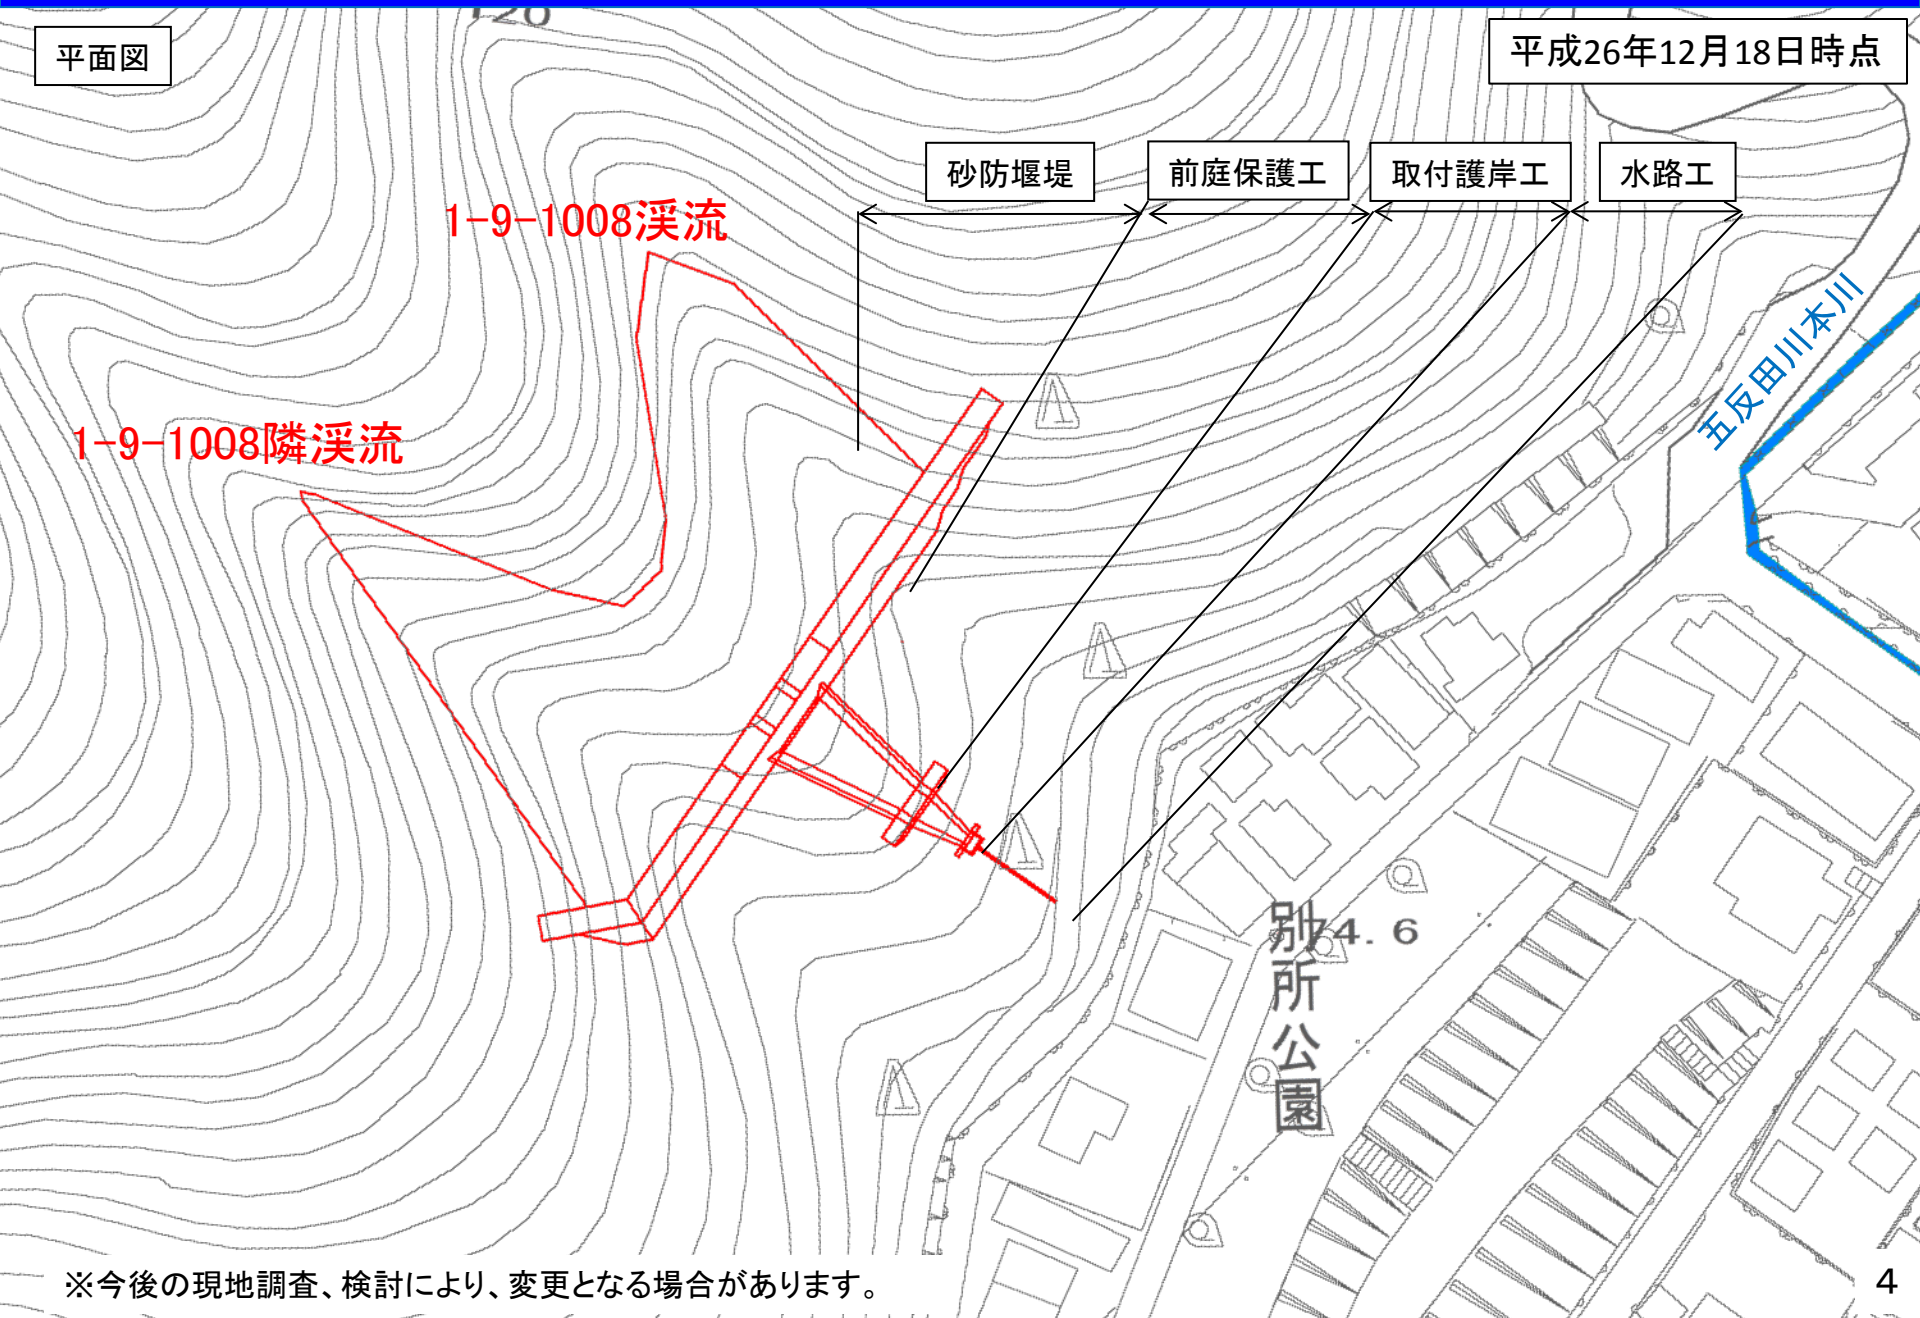 120
平面図
平成26年12月18日時点
砂防堰堤
前庭保護工
取付護岸工
水路工
1-9-1008渓流
五反田川本川
1-9-1008隣渓流
74.6
別所公園
※今後の現地調査、検討により、変更となる場合があります。
4